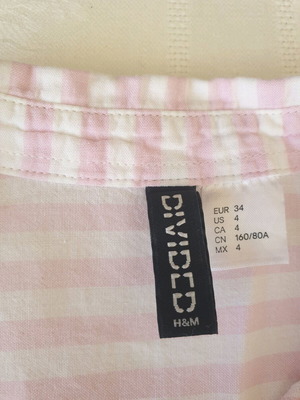 DIVIDED
H&M
EUR 34
US 4
CA 4
CN 160/80A
MX 4